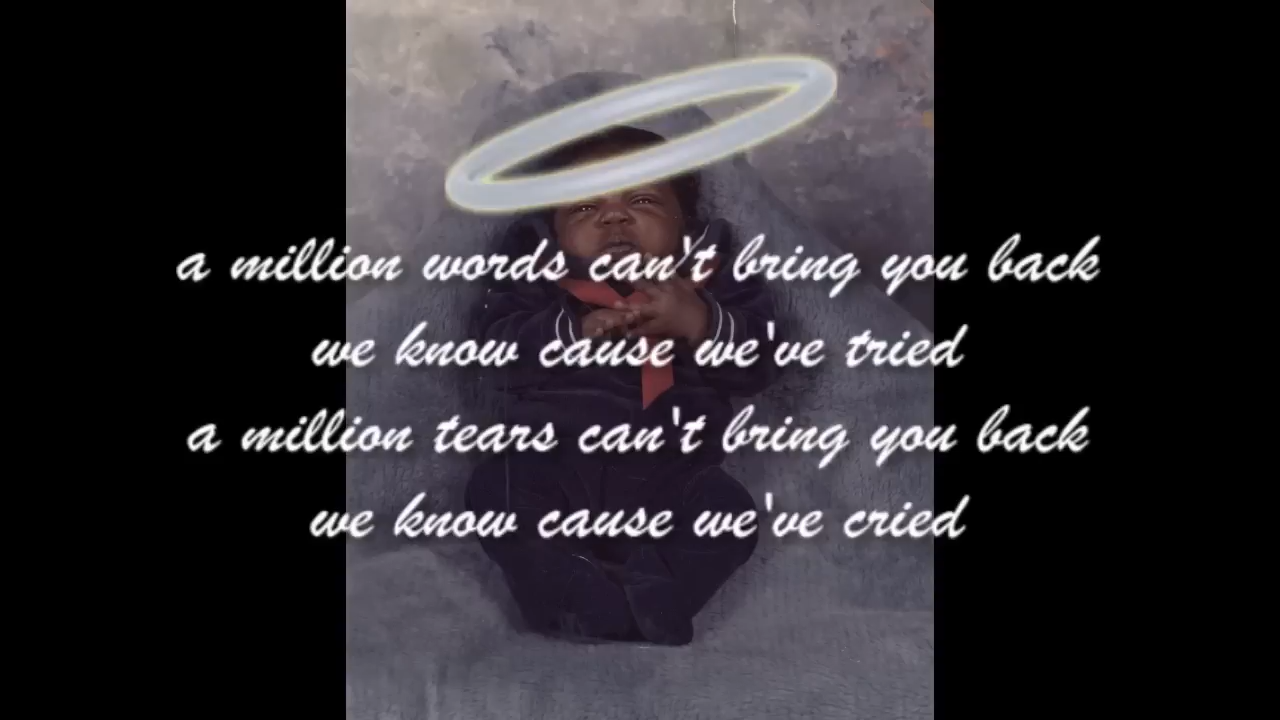 a million words can't bring you back
we know cause we've tried
a million tears can't bring you back
we know cause we've cried